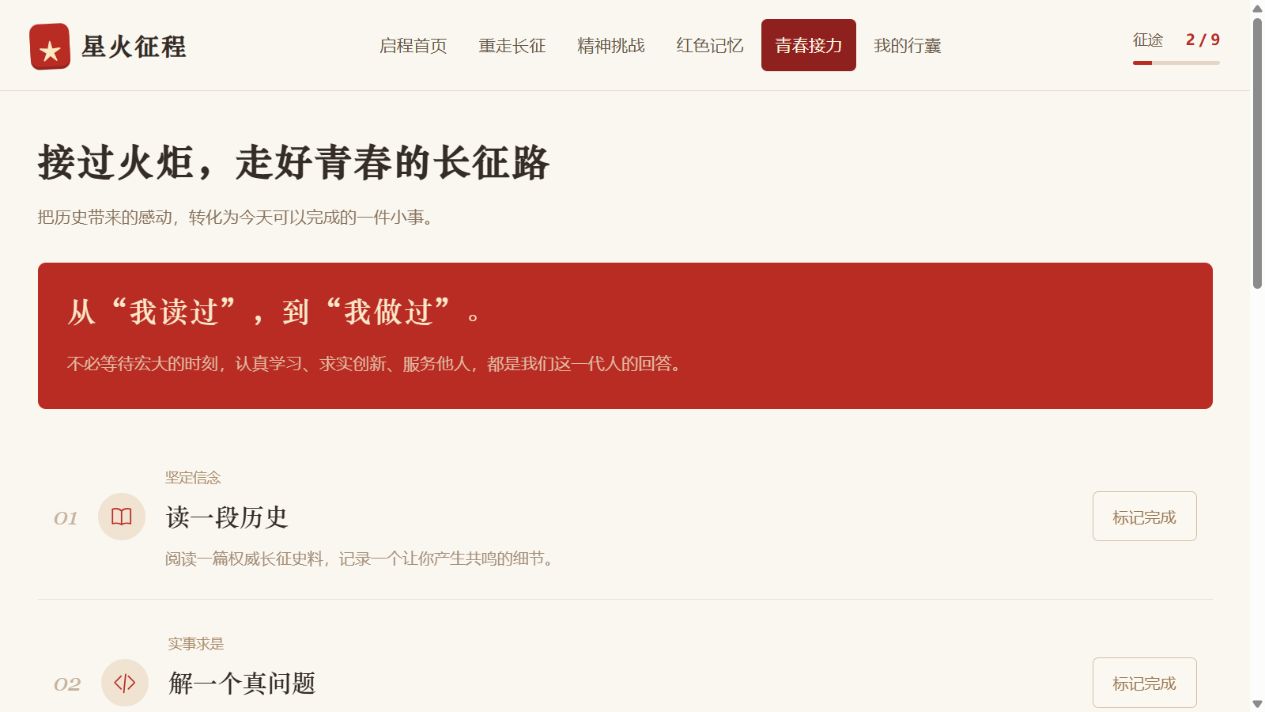 星火征程
启程首页 重走长征 精神挑战 红色记忆 青春接力 我的行囊
征途 2 / 9
接过火炬，走好青春的长征路
把历史带来的感动，转化为今天可以完成的一件小事。
从“我读过”，到“我做过”。
不必等待宏大的时刻，认真学习、求实创新、服务他人，都是我们这一代人的回答。
坚定信念
01 读一段历史 标记完成
阅读一篇权威长征史料，记录一个让你产生共鸣的细节。
实事求是
02 </> 解一个真问题 标记完成